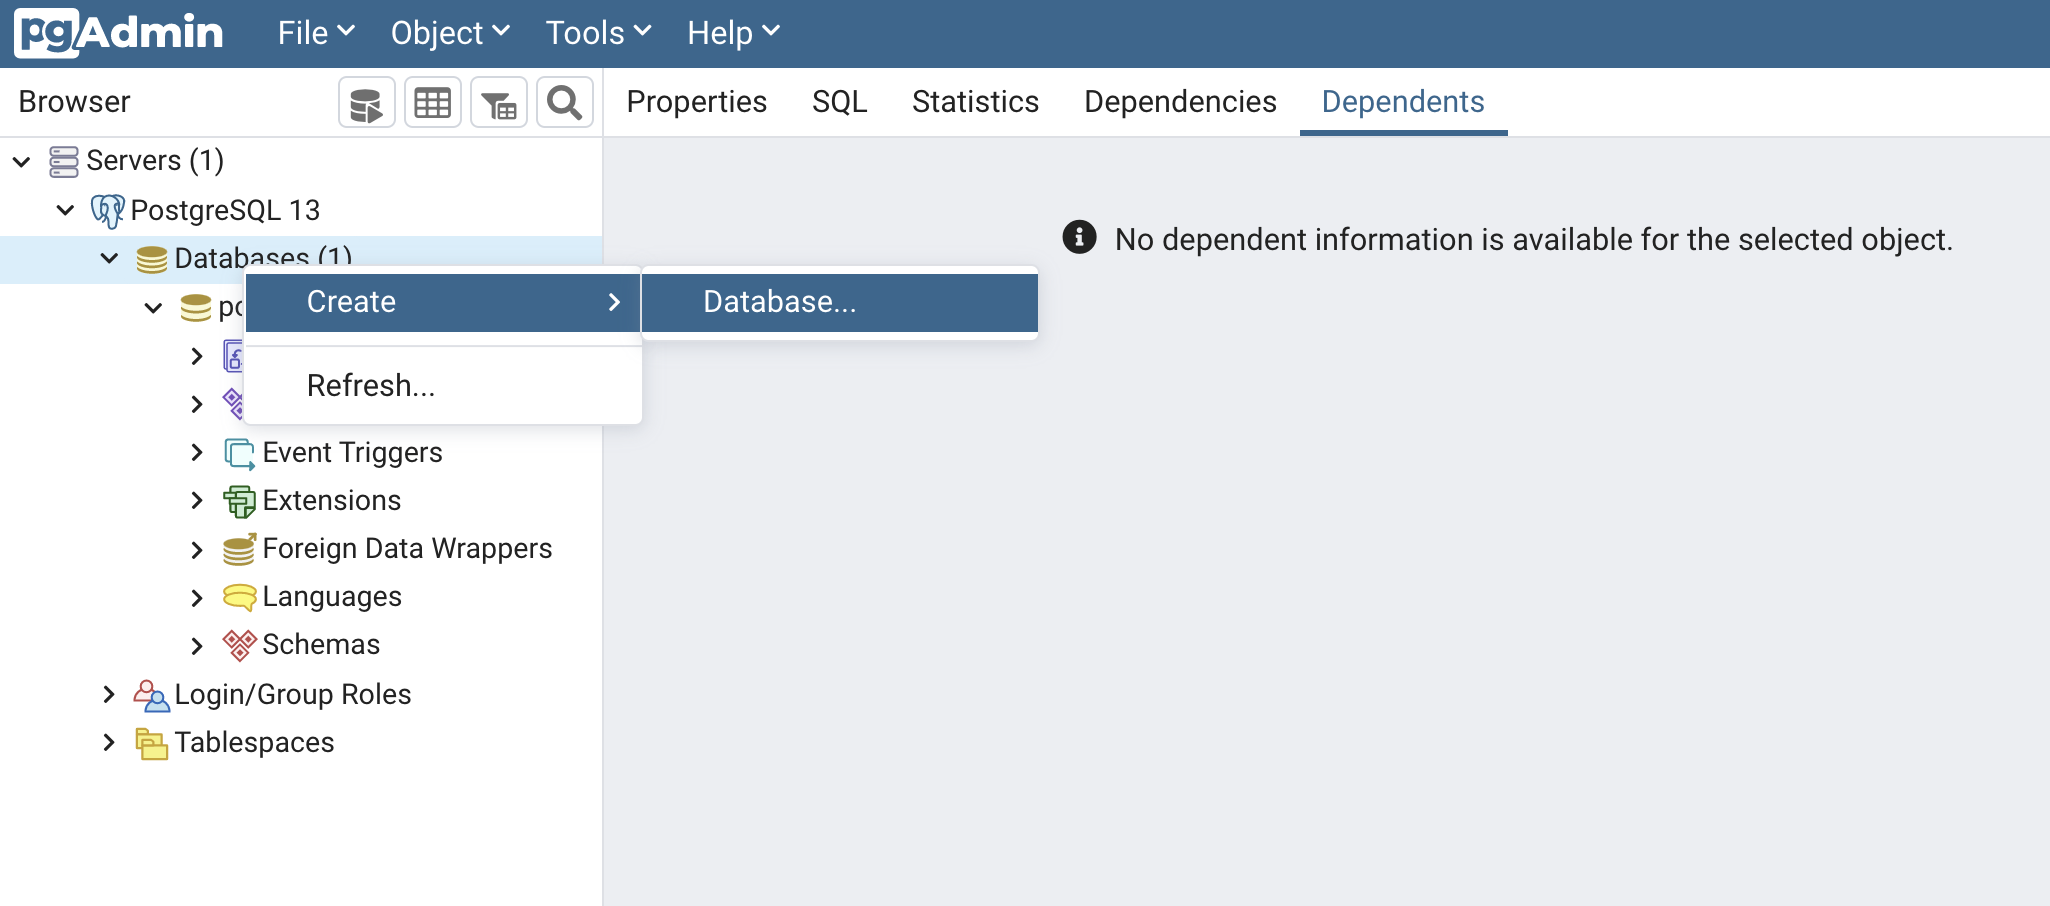 pgAdmin File Object Tools Help
Browser
Properties SQL Statistics Dependencies Dependents
Servers (1)
PostgreSQL 13
Databases (1)
Create
Database...
Refresh...
Event Triggers
Extensions
Foreign Data Wrappers
Languages
Schemas
Login/Group Roles
Tablespaces
No dependent information is available for the selected object.